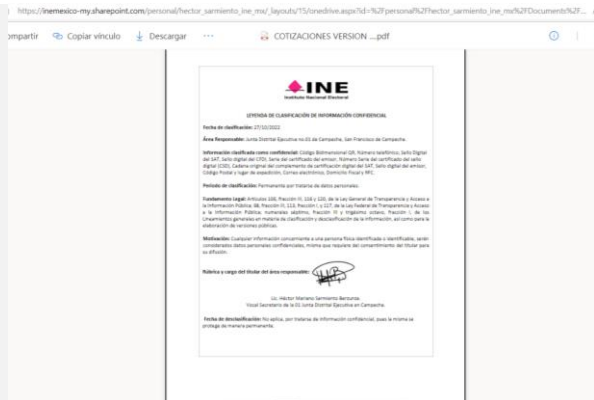 https://inemexico-my.sharepoint.com/personal/hector_sarmiento_ine_mx/_layouts/15/onedrive.aspx?id=%2Fpersonal%2Fhector_sarmiento_ine_mx%2FDocuments%2F...
ompartir Copiar vínculo Descargar ... COTIZACIONES VERSION ....pdf
INE
Instituto Nacional Electoral
LEYENDA DE CLASIFICACIÓN DE INFORMACIÓN CONFIDENCIAL
Fecha de clasificación: 27/10/2022.
Área Responsable: Junta Distrital Ejecutiva no.01 de Campeche, San Francisco de Campeche.
Información clasificada como confidencial: Código Bidimensional QR, Número telefónico, Sello Digital
del SAT, Sello digital del CFDI, Serie del certificado del emisor, Número Serie del certificado del sello
digital (CSD), Cadena original del complemento de certificación digital del SAT, Sello digital del emisor,
Código Postal y lugar de expedición, Correo electrónico, Domicilio Fiscal y RFC.
Periodo de clasificación: Permanente por tratarse de datos personales.
Fundamento Legal: Artículos 106, fracción III, 116 y 120, de la Ley General de Transparencia y Acceso a
la Información Pública; 98, fracción III, 113, fracción I, y 117, de la Ley Federal de Transparencia y Acceso
a la Información Pública; numerales séptimo, fracción III y trigésimo octavo, fracción I, de los
Lineamientos generales en materia de clasificación y desclasificación de la información, así como para la
elaboración de versiones públicas.
Motivación: Cualquier información concerniente a una persona física identificada o identificable, serán
considerados datos personales confidenciales, misma que requiere del consentimiento del titular para
su difusión.
Rúbrica y cargo del titular del área responsable:
Lic. Héctor Mariano Sarmiento
Vocal Secretario de la 01 Junta Distrital Ejecutiva en Campeche.
Fecha de desclasificación: No aplica, por tratarse de información confidencial, pues la misma se
protege de manera permanente.